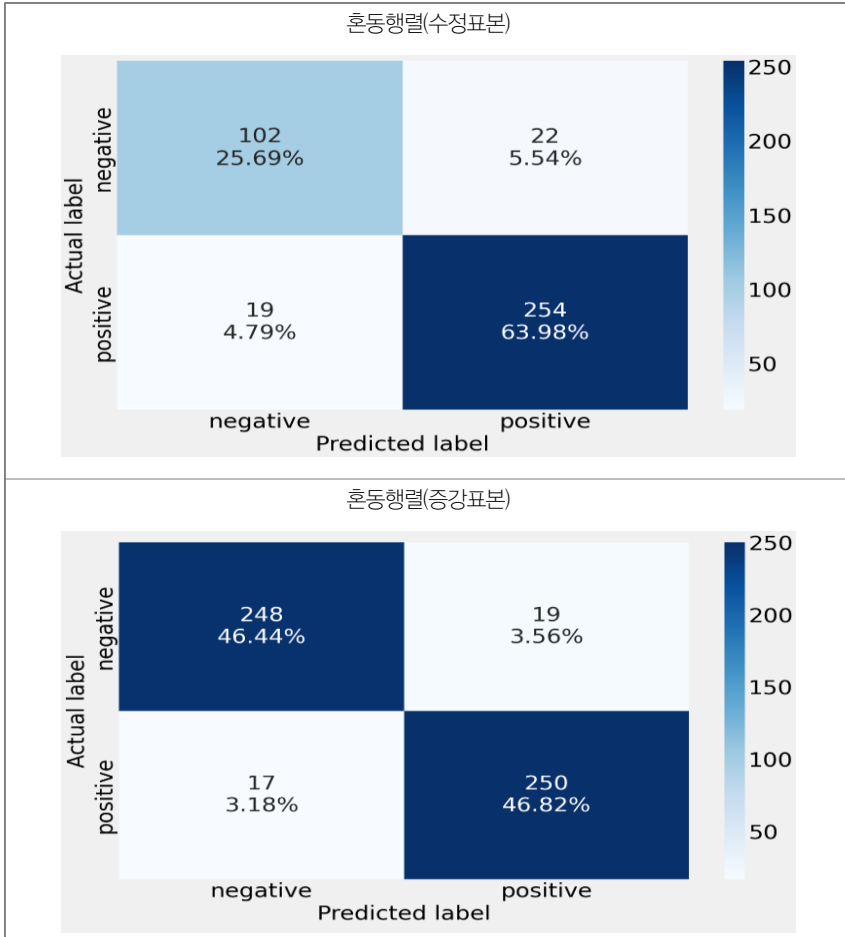 혼동행렬(수정표본)
Actual label
negative
positive
102
25.69%
22
5.54%
19
4.79%
254
63.98%
negative
positive
Predicted label
250
200
150
100
50
혼동행렬(증강표본)
Actual label
negative
positive
248
46.44%
19
3.56%
17
3.18%
250
46.82%
negative
positive
Predicted label
250
200
150
100
50